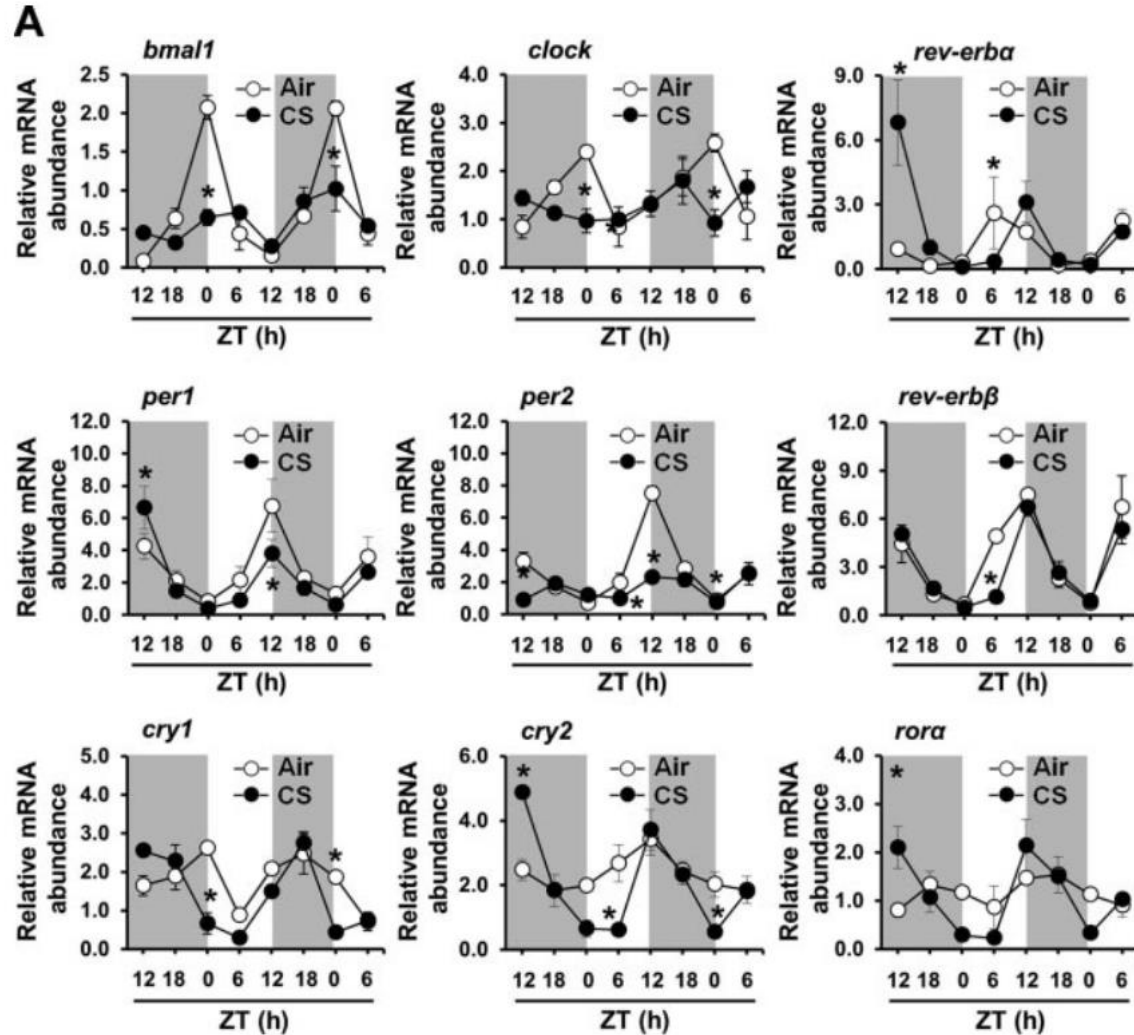 A
bmal1
Relative mRNA
abundance
2.5
2.0
1.5
1.0
0.5
0.0
Air
CS
*
*
12 18 0 6 12 18 0 6
ZT (h)
clock
Relative mRNA
abundance
4.0
3.0
2.0
1.0
0.0
Air
CS
*
*
*
12 18 0 6 12 18 0 6
ZT (h)
rev-erbα
Relative mRNA
abundance
9.0
6.0
3.0
0.0
Air
CS
*
*
12 18 0 6 12 18 0 6
ZT (h)
per1
Relative mRNA
abundance
12.0
10.0
8.0
6.0
4.0
2.0
0.0
Air
CS
*
*
12 18 0 6 12 18 0 6
ZT (h)
per2
Relative mRNA
abundance
12.0
10.0
8.0
6.0
4.0
2.0
0.0
Air
CS
*
*
*
*
12 18 0 6 12 18 0 6
ZT (h)
rev-erbβ
Relative mRNA
abundance
12.0
9.0
6.0
3.0
0.0
Air
CS
*
12 18 0 6 12 18 0 6
ZT (h)
cry1
Relative mRNA
abundance
5.0
4.0
3.0
2.0
1.0
0.0
Air
CS
*
*
12 18 0 6 12 18 0 6
ZT (h)
cry2
Relative mRNA
abundance
6.0
4.0
2.0
0.0
Air
CS
*
*
*
12 18 0 6 12 18 0 6
ZT (h)
rorα
Relative mRNA
abundance
4.0
3.0
2.0
1.0
0.0
Air
CS
*
12 18 0 6 12 18 0 6
ZT (h)